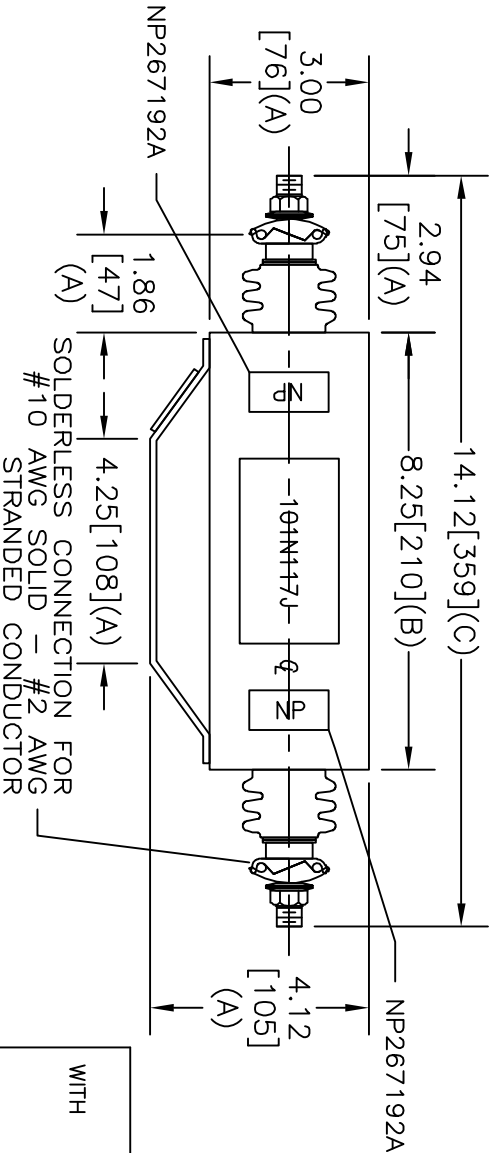 NP267192A
3.00
[76](A)
2.94
[75](A)
1.86
[47]
(A)
14.12[359](C)
8.25[210](B)
4.25[108](A)
NP
101N117J
℄
NP
SOLDERLESS CONNECTION FOR
#10 AWG SOLID – #2 AWG
STRANDED CONDUCTOR
4.12
[105]
(A)
NP267192A
WITH